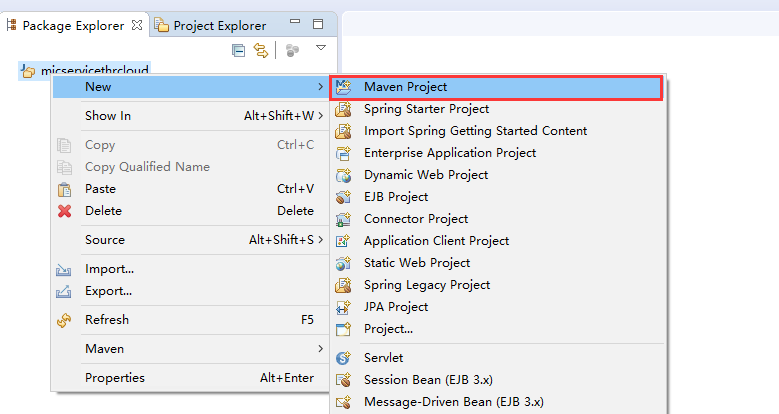 Package Explorer
Project Explorer
micservicethrcloud
New
Show In Alt+Shift+W
Copy Ctrl+C
Copy Qualified Name
Paste Ctrl+V
Delete Delete
Source Alt+Shift+S
Import...
Export...
Refresh F5
Maven
Properties Alt+Enter
Maven Project
Spring Starter Project
Import Spring Getting Started Content
Enterprise Application Project
Dynamic Web Project
EJB Project
Connector Project
Application Client Project
Static Web Project
Spring Legacy Project
JPA Project
Project...
Servlet
Session Bean (EJB 3.x)
Message-Driven Bean (EJB 3.x)